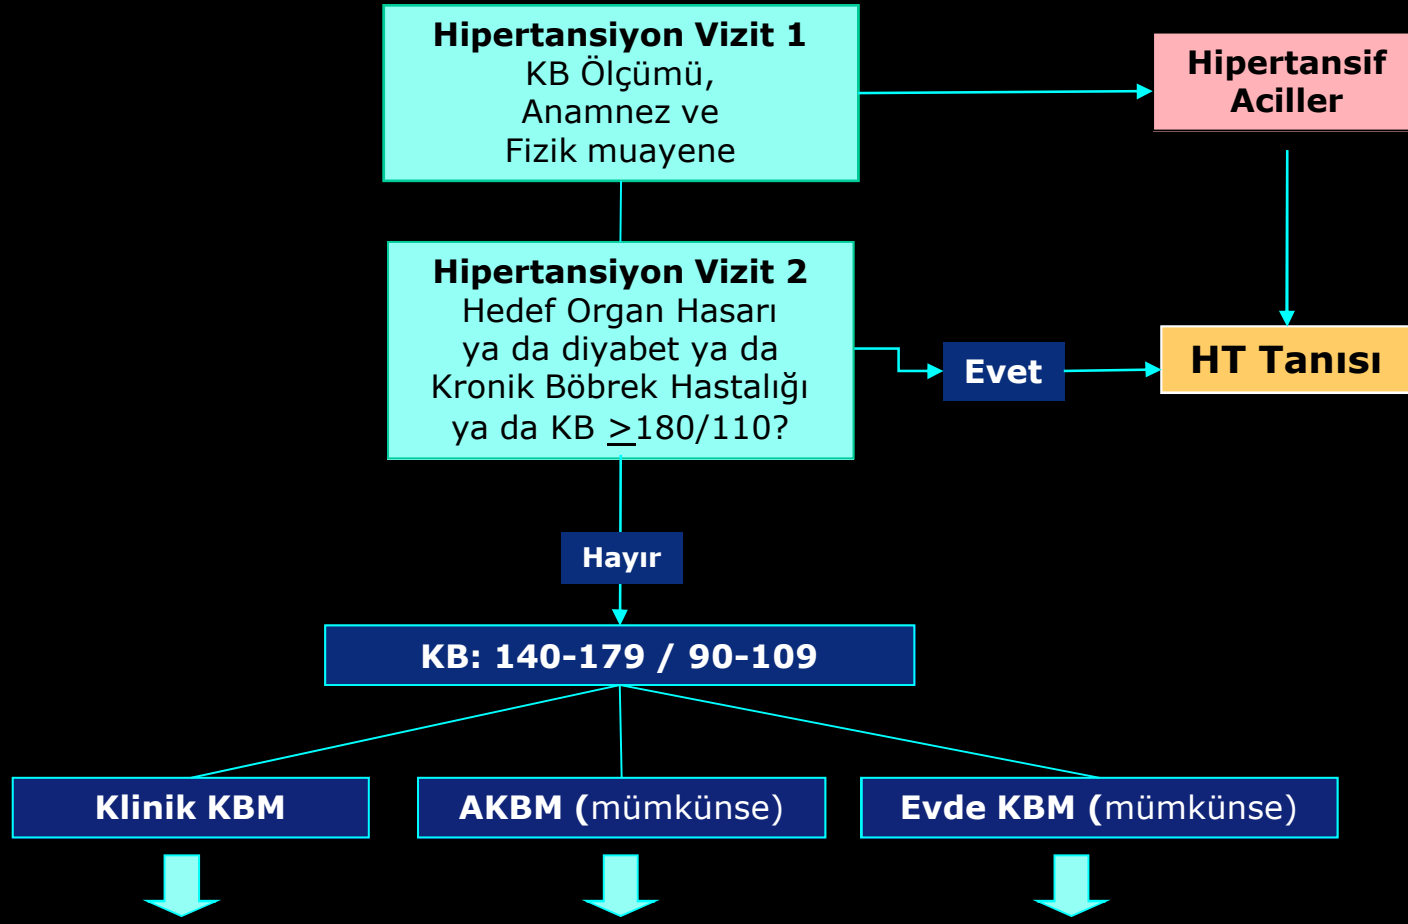 Hipertansiyon Vizit 1
KB Ölçümü,
Anamnez ve
Fizik muayene
Hipertansif
Aciller
Hipertansiyon Vizit 2
Hedef Organ Hasarı
ya da diyabet ya da
Kronik Böbrek Hastalığı
ya da KB >180/110?
Evet
HT Tanısı
Hayır
KB: 140-179 / 90-109
Klinik KBM
AKBM (mümkünse)
Evde KBM (mümkünse)